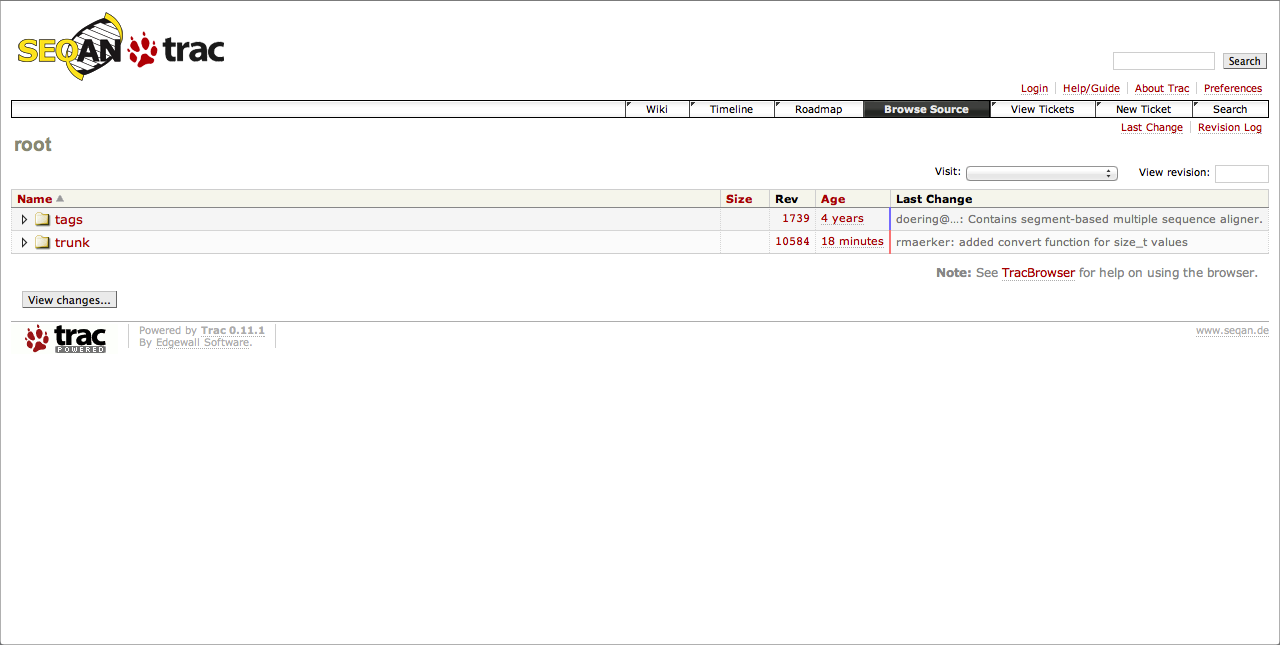 SEQAN trac
Search
Login Help/Guide About Trac Preferences
Wiki Timeline Roadmap Browse Source View Tickets New Ticket Search
Last Change Revision Log
root
Visit: View revision:
Name Size Rev Age Last Change
tags 1739 4 years doering@…: Contains segment-based multiple sequence aligner.
trunk 10584 18 minutes rmaerker: added convert function for size_t values
Note: See TracBrowser for help on using the browser.
View changes...
trac POWERED
Powered by Trac 0.11.1
By Edgewall Software.
www.seqan.de